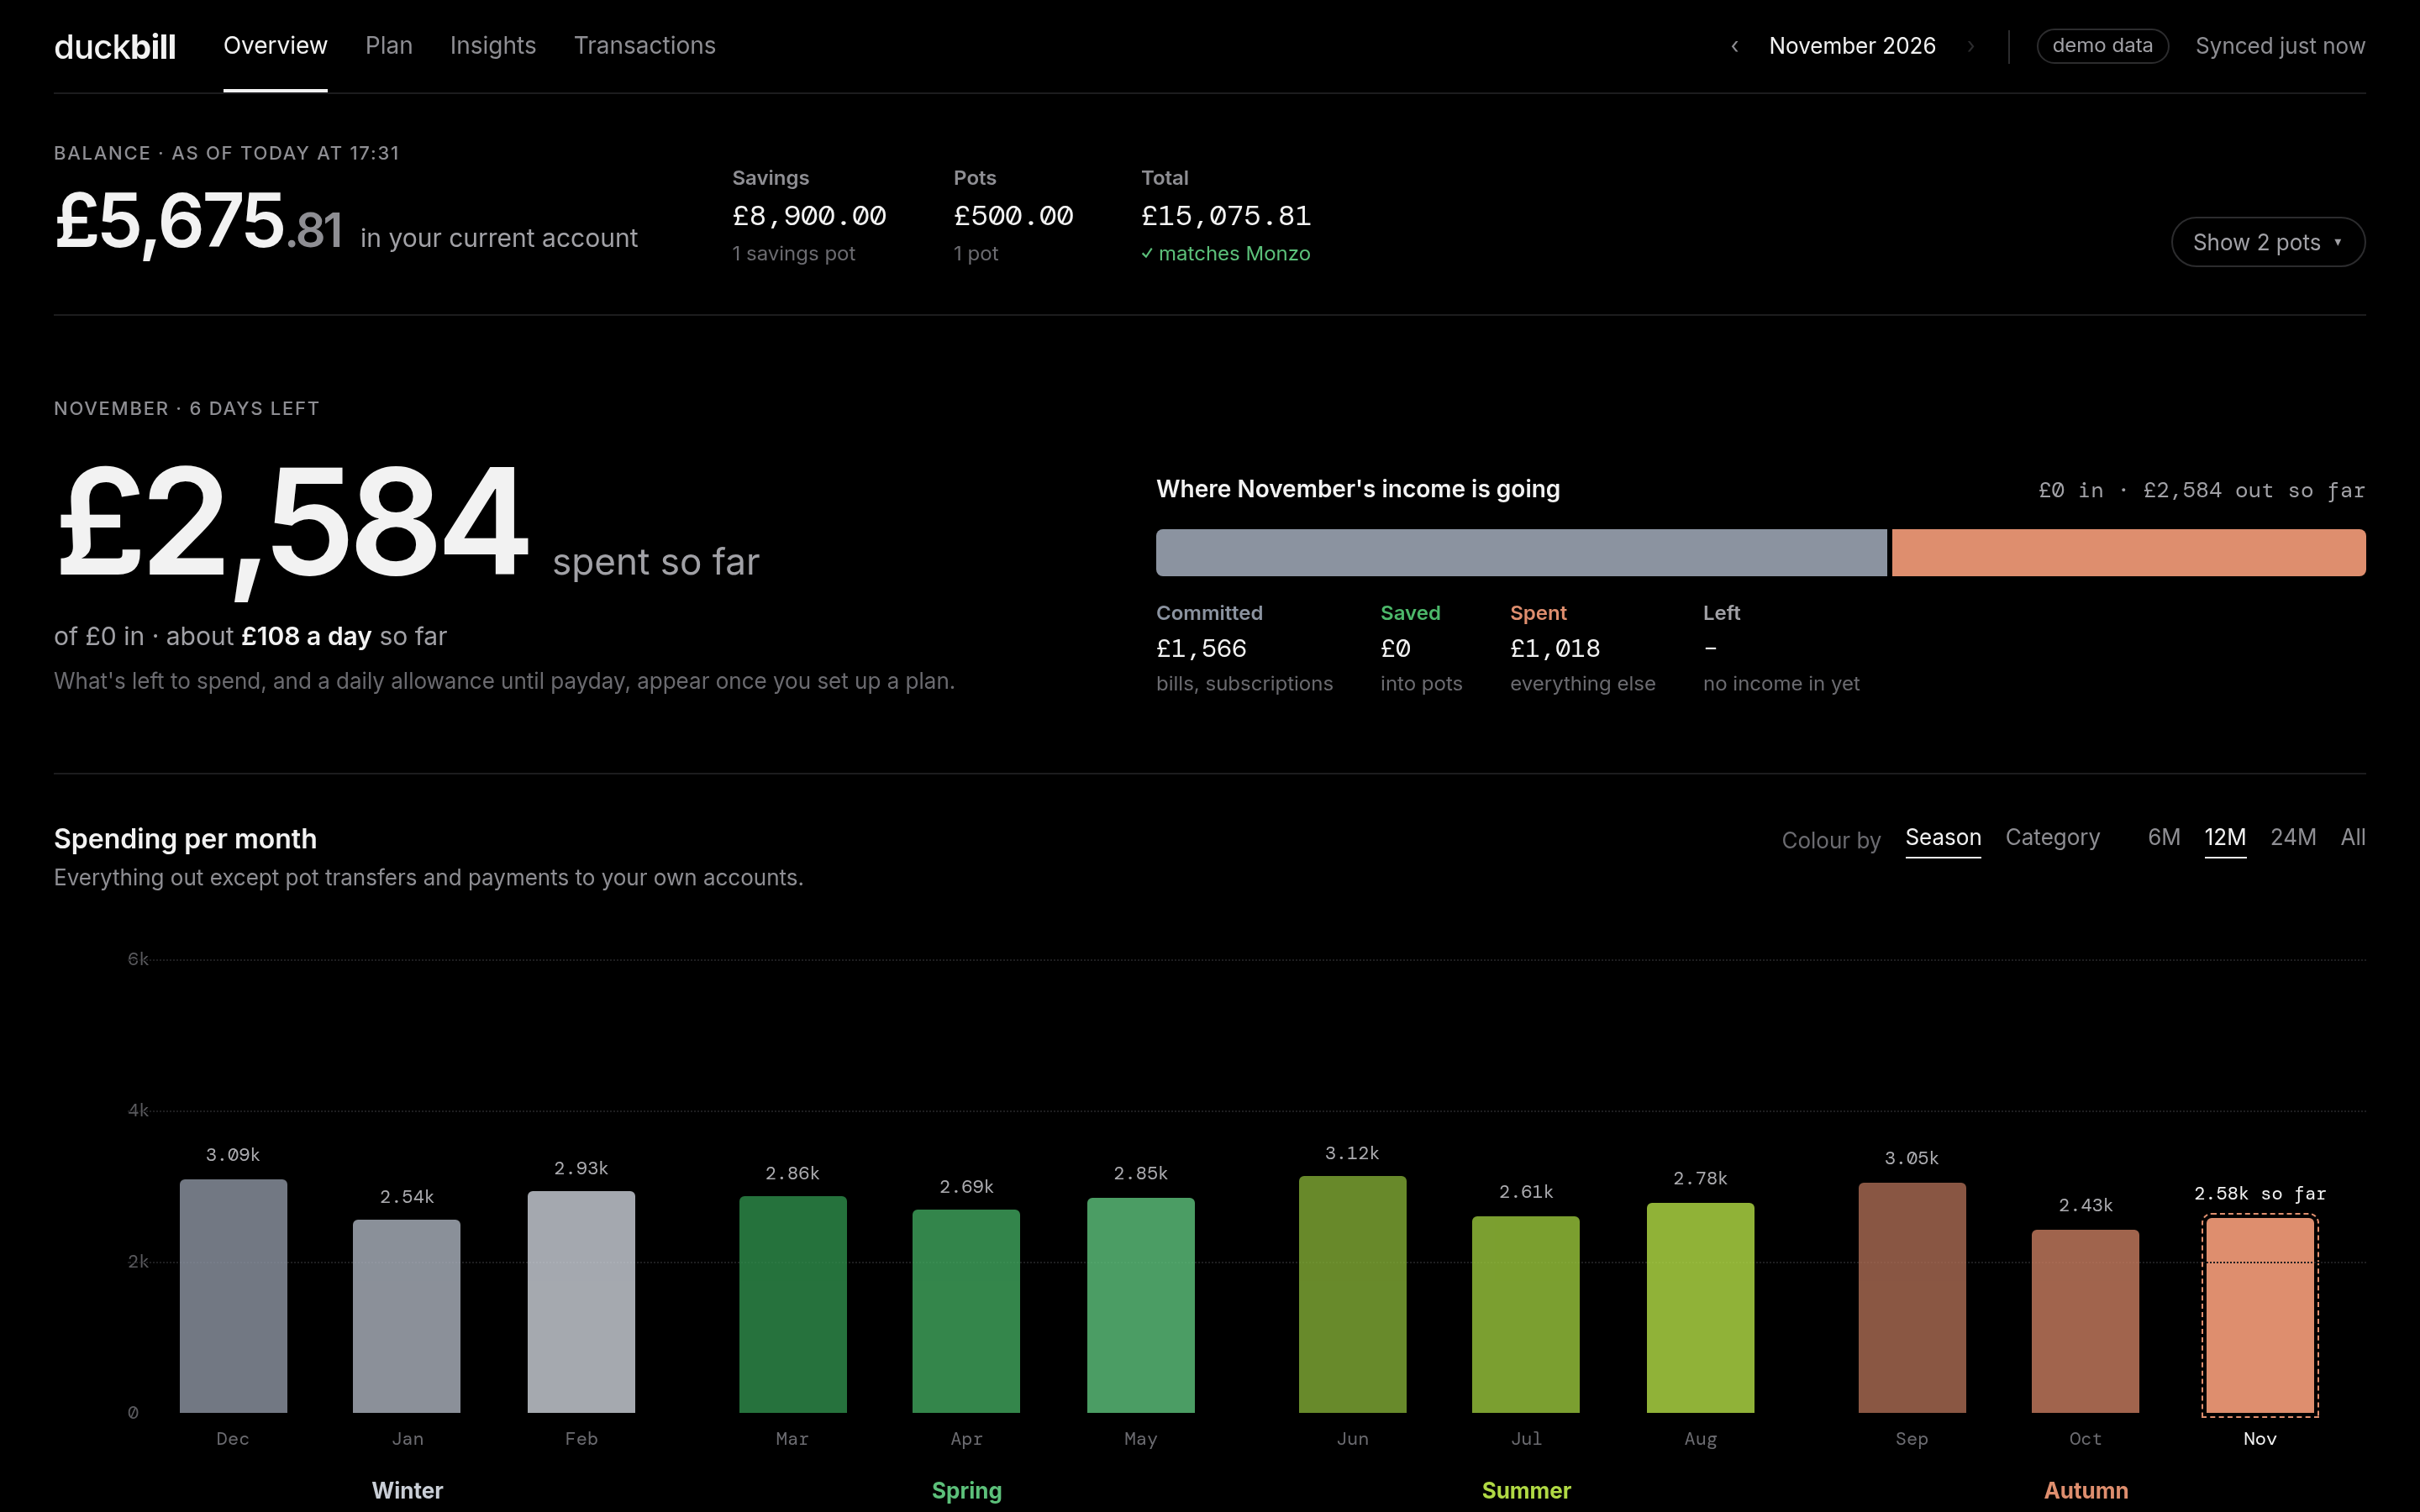 duckbill Overview Plan Insights Transactions ‹ November 2026 › demo data Synced just now
BALANCE · AS OF TODAY AT 17:31
£5,675.81 in your current account
Savings Pots Total
£8,900.00 £500.00 £15,075.81
1 savings pot 1 pot ✓ matches Monzo
Show 2 pots ▾
NOVEMBER · 6 DAYS LEFT
£2,584 spent so far
of £0 in · about £108 a day so far
What's left to spend, and a daily allowance until payday, appear once you set up a plan.
Where November's income is going £0 in · £2,584 out so far
Committed Saved Spent Left
£1,566 £0 £1,018 –
bills, subscriptions into pots everything else no income in yet
Spending per month
Everything out except pot transfers and payments to your own accounts.
Colour by Season Category 6M 12M 24M All
6k
4k
2k
0
3.09k 2.54k 2.93k 2.86k 2.69k 2.85k 3.12k 2.61k 2.78k 3.05k 2.43k 2.58k so far
Dec Jan Feb Mar Apr May Jun Jul Aug Sep Oct Nov
Winter Spring Summer Autumn